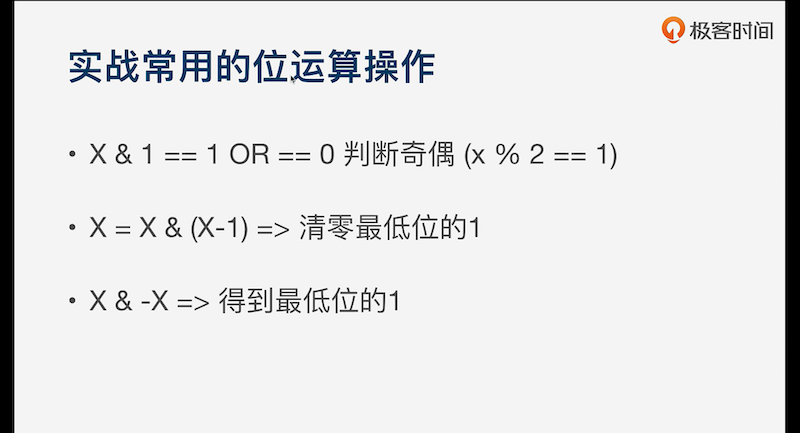 极客时间
实战常用的位运算操作
• X & 1 == 1 OR == 0 判断奇偶 (x % 2 == 1)
• X = X & (X-1) => 清零最低位的1
• X & -X => 得到最低位的1